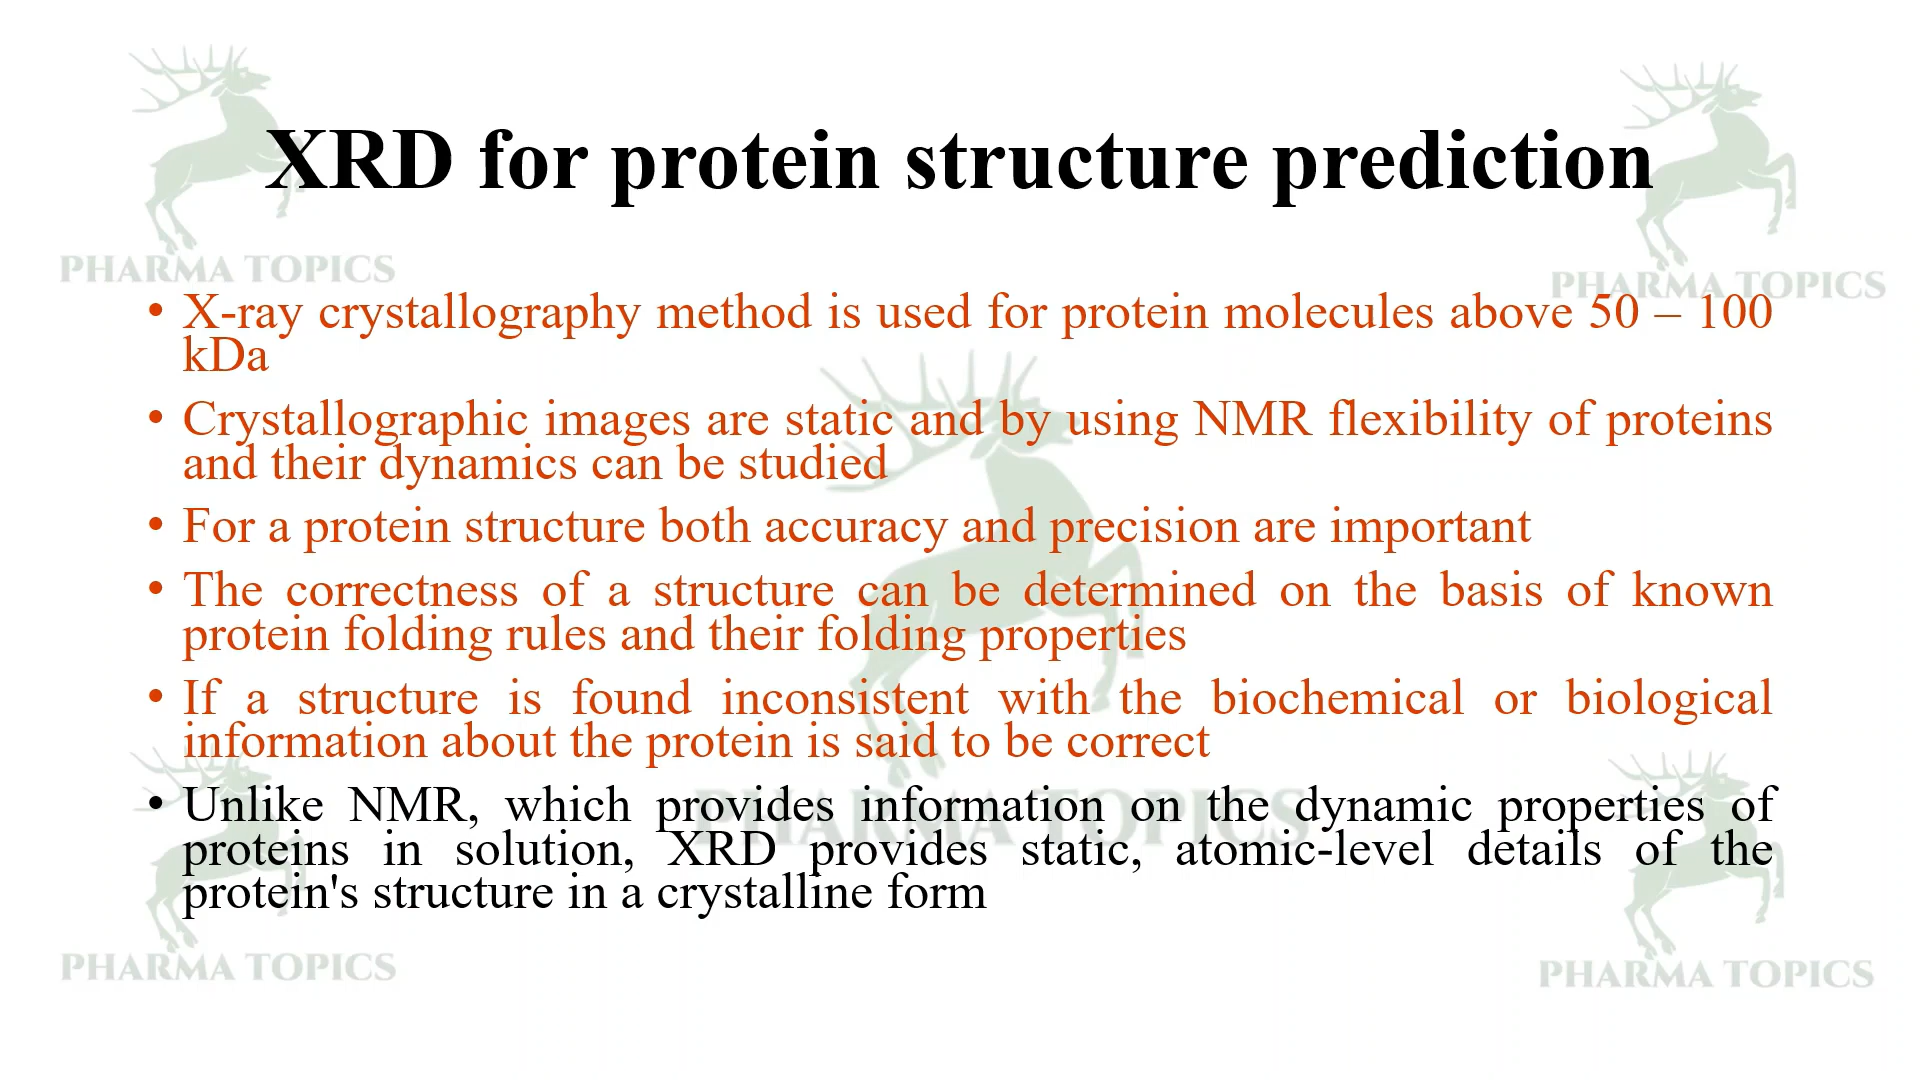 XRD for protein structure prediction
PHARMA TOPICS
PHARMA TOPICS
• X-ray crystallography method is used for protein molecules above 50 – 100
kDa
• Crystallographic images are static and by using NMR flexibility of proteins
and their dynamics can be studied
• For a protein structure both accuracy and precision are important
• The correctness of a structure can be determined on the basis of known
protein folding rules and their folding properties
• If a structure is found inconsistent with the biochemical or biological
information about the protein is said to be correct
• Unlike NMR, which provides information on the dynamic properties of
PHARMA TOPICS
proteins in solution, XRD provides static, atomic-level details of the
protein's structure in a crystalline form
PHARMA TOPICS
PHARMA TOPICS